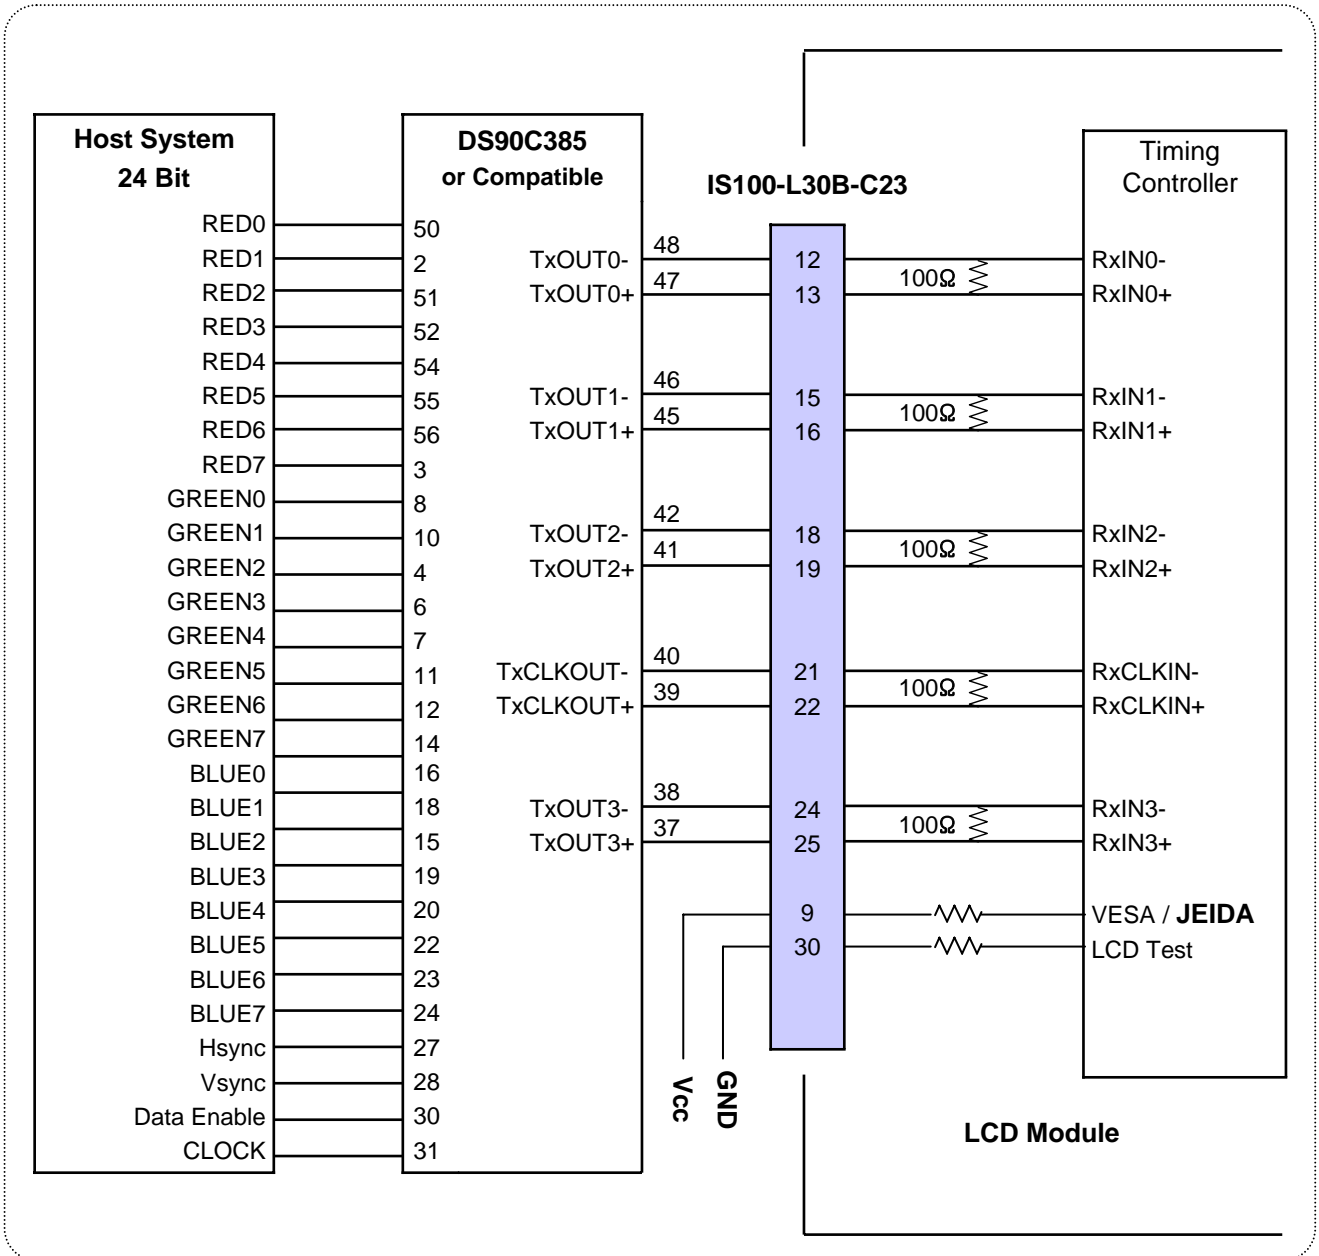 Host System
24 Bit
RED0
RED1
RED2
RED3
RED4
RED5
RED6
RED7
GREEN0
GREEN1
GREEN2
GREEN3
GREEN4
GREEN5
GREEN6
GREEN7
BLUE0
BLUE1
BLUE2
BLUE3
BLUE4
BLUE5
BLUE6
BLUE7
Hsync
Vsync
Data Enable
CLOCK
DS90C385
or Compatible
50
2
51
52
54
55
56
3
8
10
4
6
7
11
12
14
16
18
15
19
20
22
23
24
27
28
30
31
TxOUT0-
TxOUT0+
TxOUT1-
TxOUT1+
TxOUT2-
TxOUT2+
TxCLKOUT-
TxCLKOUT+
TxOUT3-
TxOUT3+
48
47
46
45
42
41
40
39
38
37
Vcc
GND
IS100-L30B-C23
12
13
15
16
18
19
21
22
24
25
9
30
100Ω
100Ω
100Ω
100Ω
100Ω
Timing
Controller
RxIN0-
RxIN0+
RxIN1-
RxIN1+
RxIN2-
RxIN2+
RxCLKIN-
RxCLKIN+
RxIN3-
RxIN3+
VESA / JEIDA
LCD Test
LCD Module